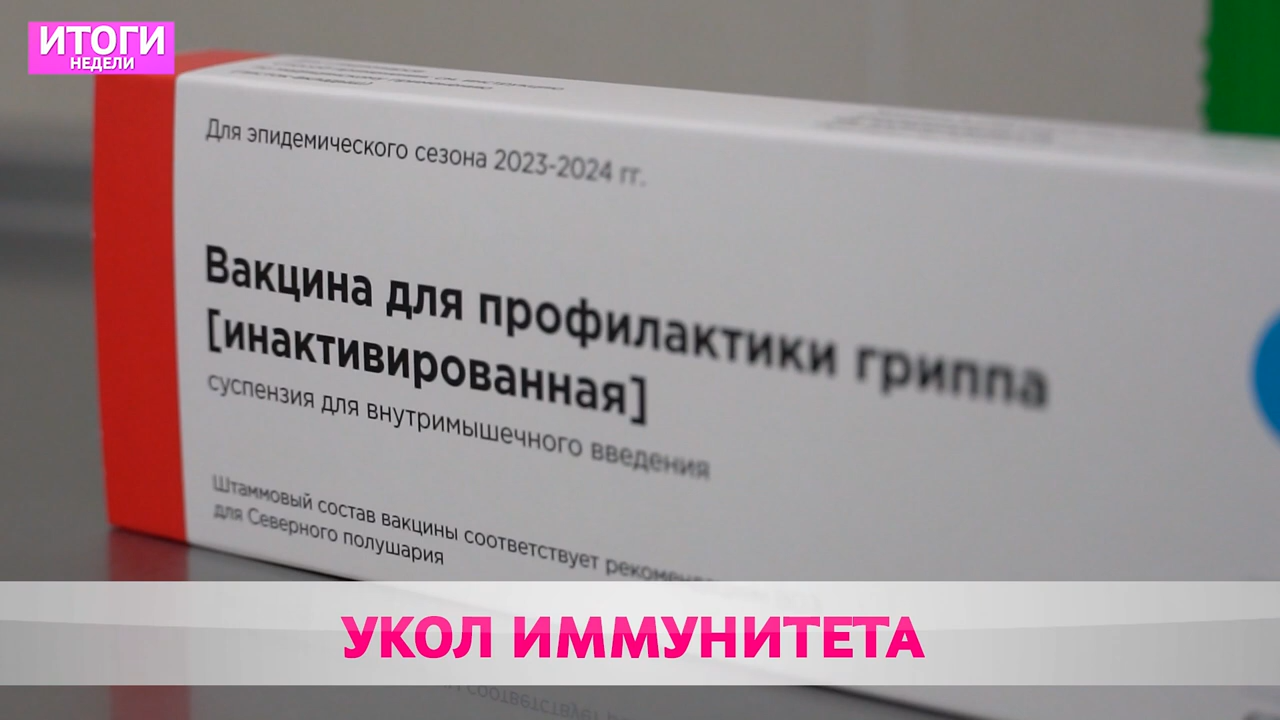 ИТОГИ
НЕДЕЛИ
Для эпидемического сезона 2023-2024 гг.
Вакцина для профилактики гриппа
[инактивированная]
суспензия для внутримышечного введения
Штаммовый состав вакцины соответствует
для Северного полушария
УКОЛ ИММУНИТЕТА